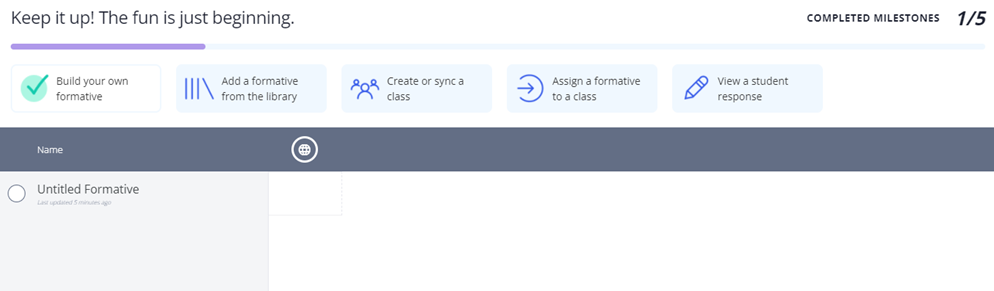 Keep it up! The fun is just beginning.
COMPLETED MILESTONES 1/5
Build your own
formative
Add a formative
from the library
Create or sync a
class
Assign a formative
to a class
View a student
response
Name
Untitled Formative
Last updated 5 minutes ago